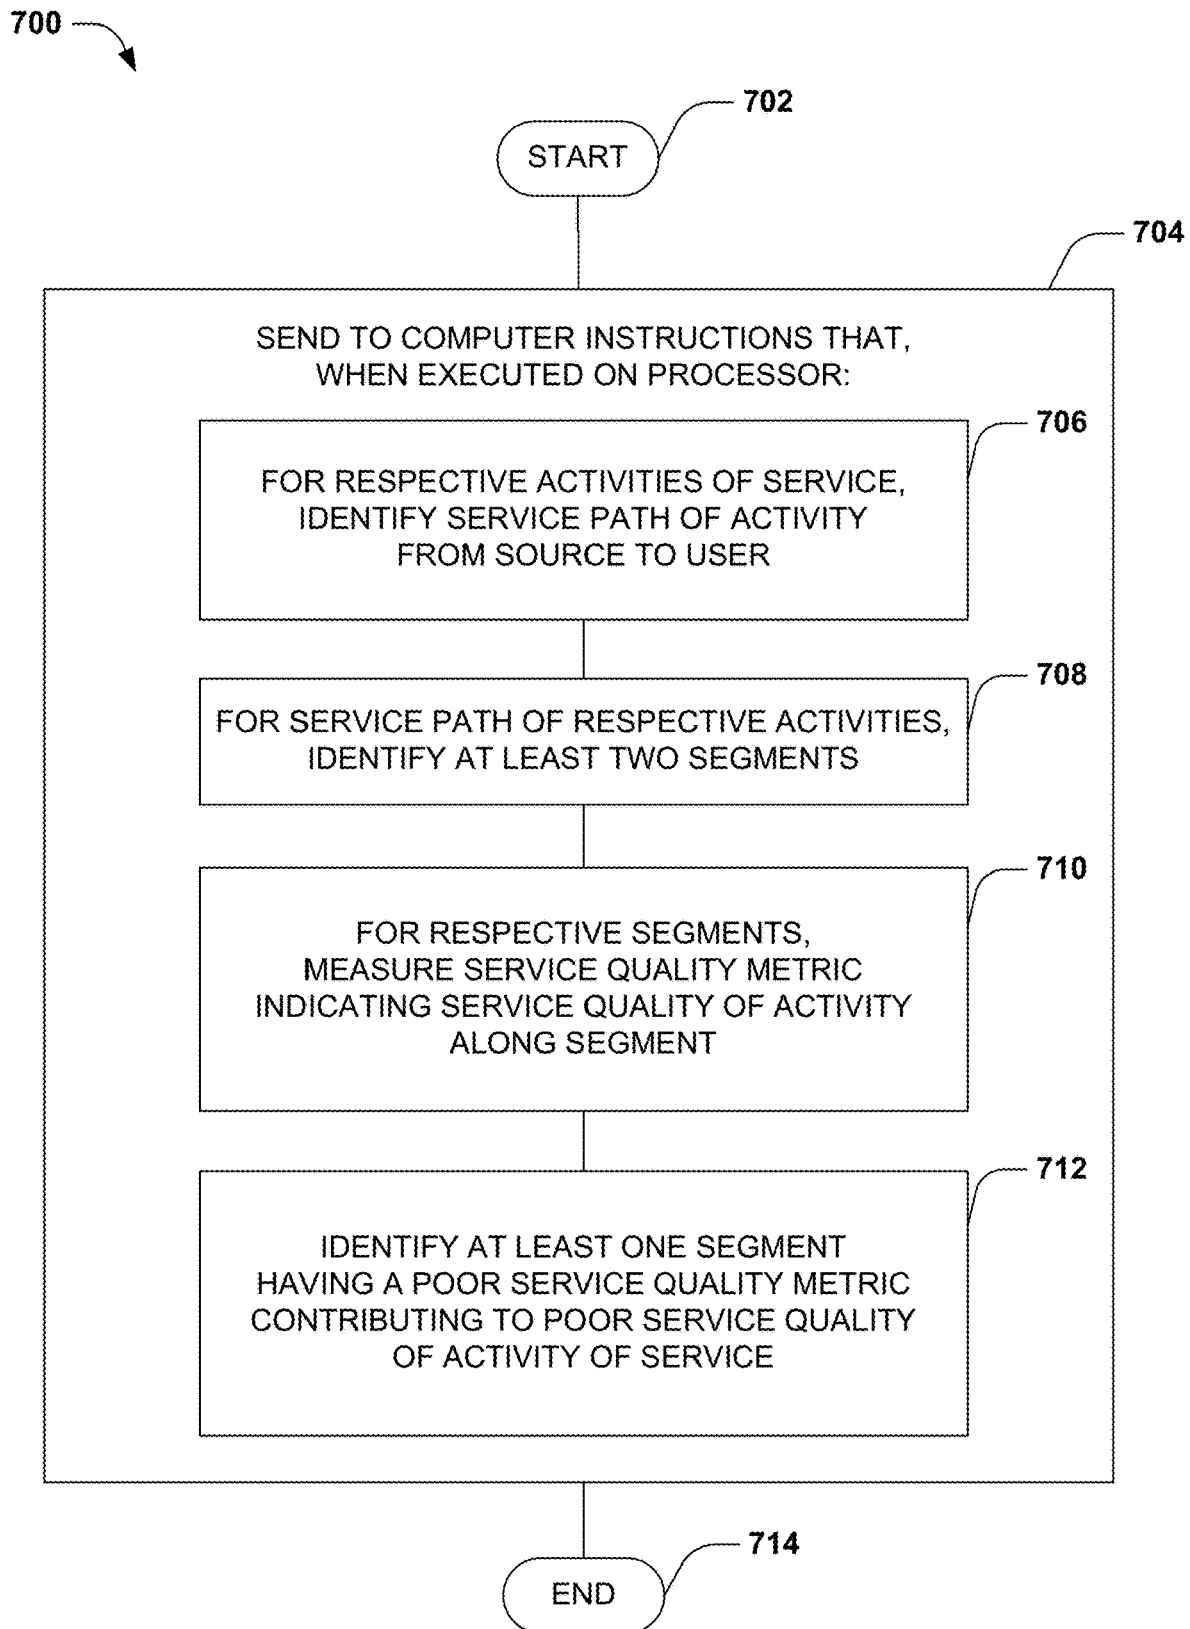 700
702
START
704
SEND TO COMPUTER INSTRUCTIONS THAT,
WHEN EXECUTED ON PROCESSOR:
706
FOR RESPECTIVE ACTIVITIES OF SERVICE,
IDENTIFY SERVICE PATH OF ACTIVITY
FROM SOURCE TO USER
708
FOR SERVICE PATH OF RESPECTIVE ACTIVITIES,
IDENTIFY AT LEAST TWO SEGMENTS
710
FOR RESPECTIVE SEGMENTS,
MEASURE SERVICE QUALITY METRIC
INDICATING SERVICE QUALITY OF ACTIVITY
ALONG SEGMENT
712
IDENTIFY AT LEAST ONE SEGMENT
HAVING A POOR SERVICE QUALITY METRIC
CONTRIBUTING TO POOR SERVICE QUALITY
OF ACTIVITY OF SERVICE
714
END